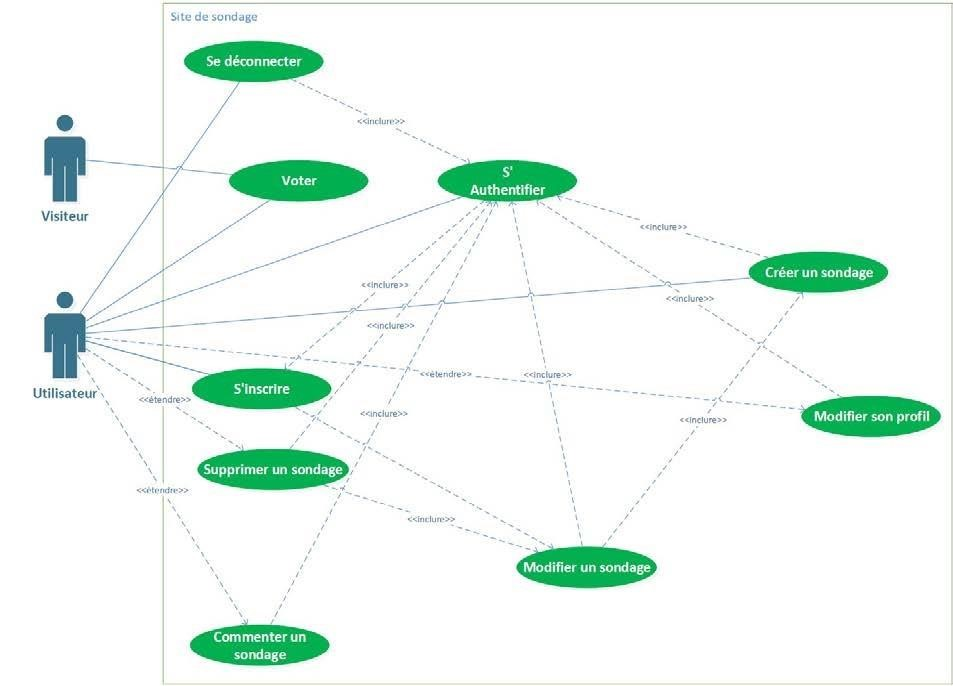 Site de sondage
Se déconnecter
<<inclure>>
Visiteur
Voter
S'
Authentifier
<<inclure>>
Créer un sondage
<<inclure>>
<<inclure>>
<<inclure>>
Utilisateur
<<étendre>>
S'inscrire
<<étendre>>
<<inclure>>
<<inclure>>
Modifier son profil
<<inclure>>
Supprimer un sondage
<<étendre>>
<<inclure>>
Modifier un sondage
Commenter un
sondage